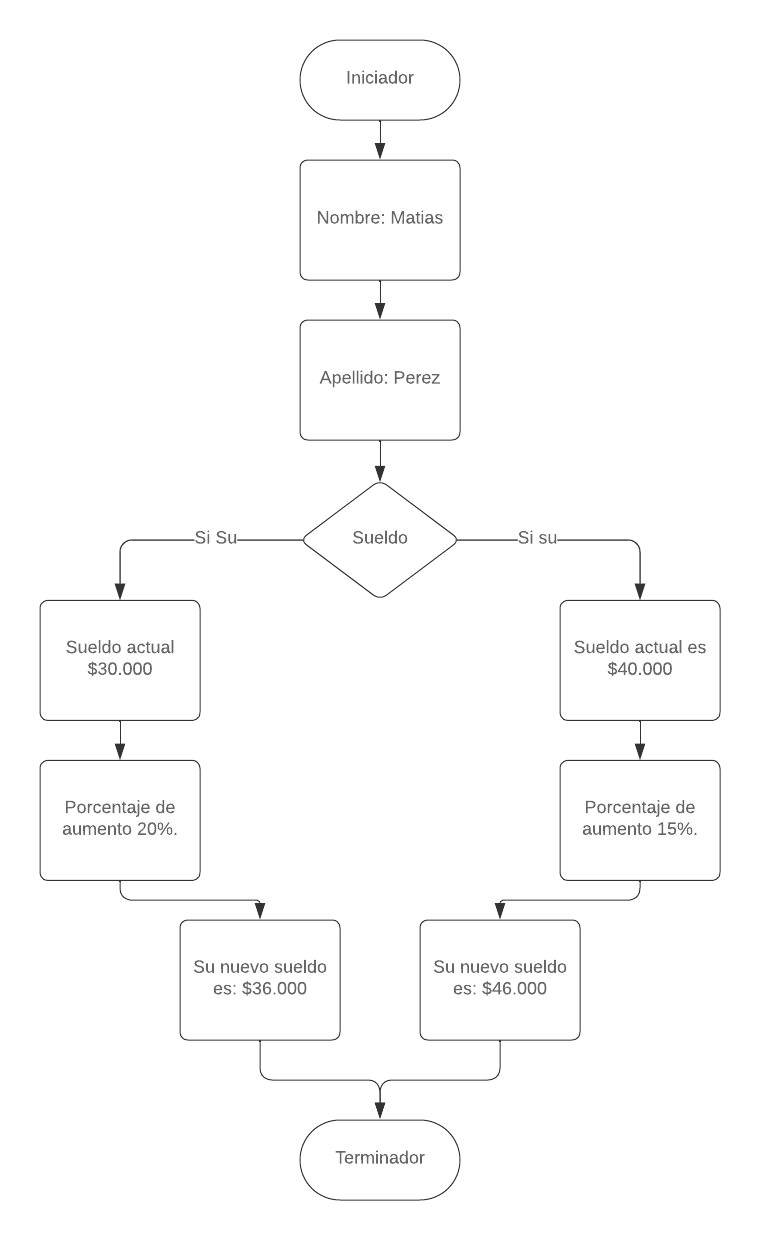 Iniciador
Nombre: Matias
Apellido: Perez
Sueldo
Si Su
Si su
Sueldo actual
$30.000
Sueldo actual es
$40.000
Porcentaje de
aumento 20%.
Porcentaje de
aumento 15%.
Su nuevo sueldo
es: $36.000
Su nuevo sueldo
es: $46.000
Terminador